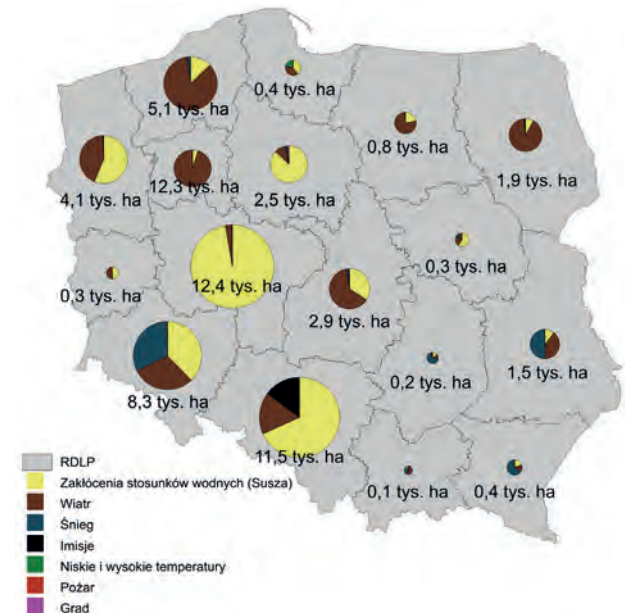 0,4 tys. ha
5,1 tys. ha
0,8 tys. ha
1,9 tys. ha
4,1 tys. ha
12,3 tys. ha
2,5 tys. ha
0,3 tys. ha
0,3 tys. ha
12,4 tys. ha
2,9 tys. ha
0,2 tys. ha
1,5 tys. ha
8,3 tys. ha
11,5 tys. ha
0,1 tys. ha
0,4 tys. ha
RDLP
Zakłócenia stosunków wodnych (Susza)
Wiatr
Śnieg
Imisje
Niskie i wysokie temperatury
Pożar
Grad